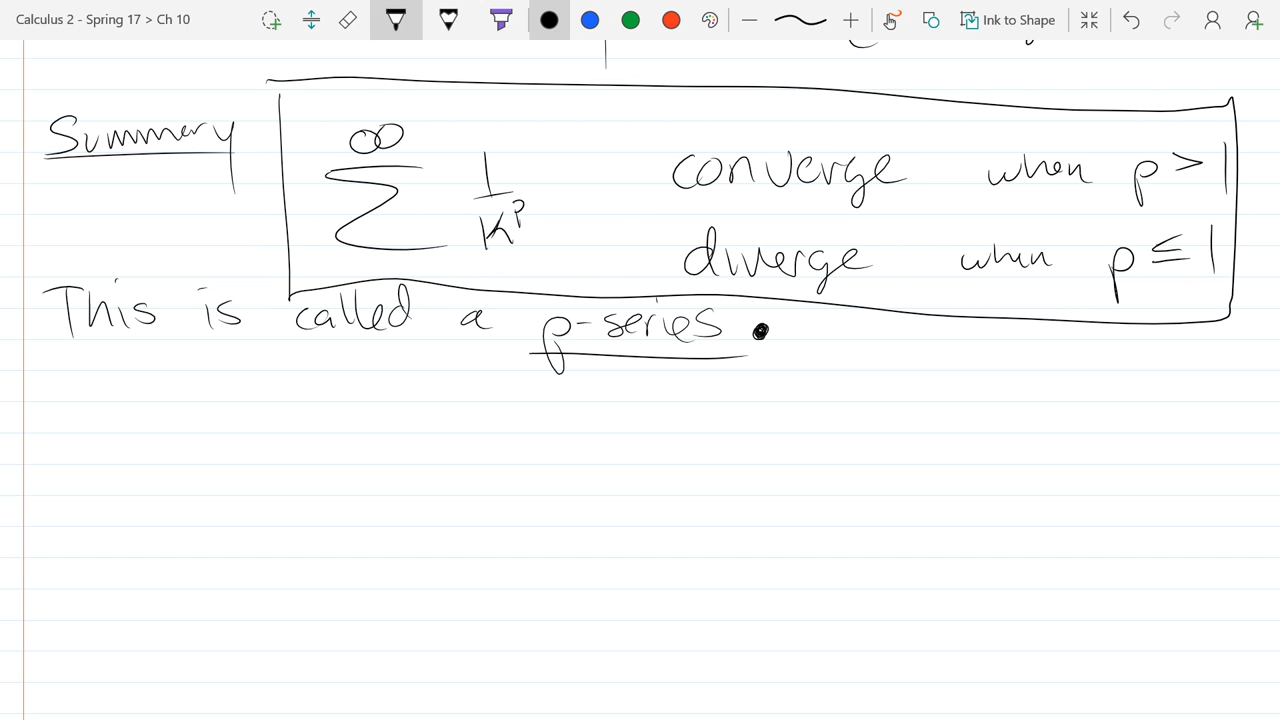 Calculus 2 - Spring 17 > Ch 10
Ink to Shape
Summary
∞
∑ 1/K^p converge when p > 1
diverge when p ≤ 1
This is called a p-series.